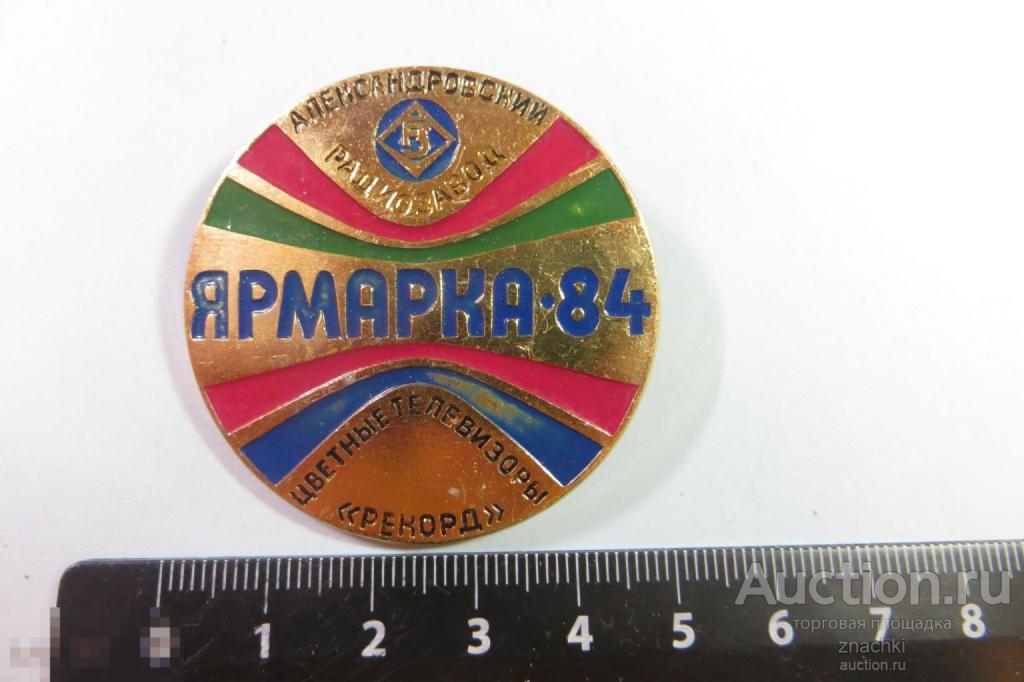 АЛЕКСАНДРОВСКИЙ
РАДИОЗАВОД
ЯРМАРКА·84
ЦВЕТНЫЕ ТЕЛЕВИЗОРЫ
«РЕКОРД»
0 1 2 3 4 5 6 7 8
Auction.ru
торговая площадка
znachki
auction.ru